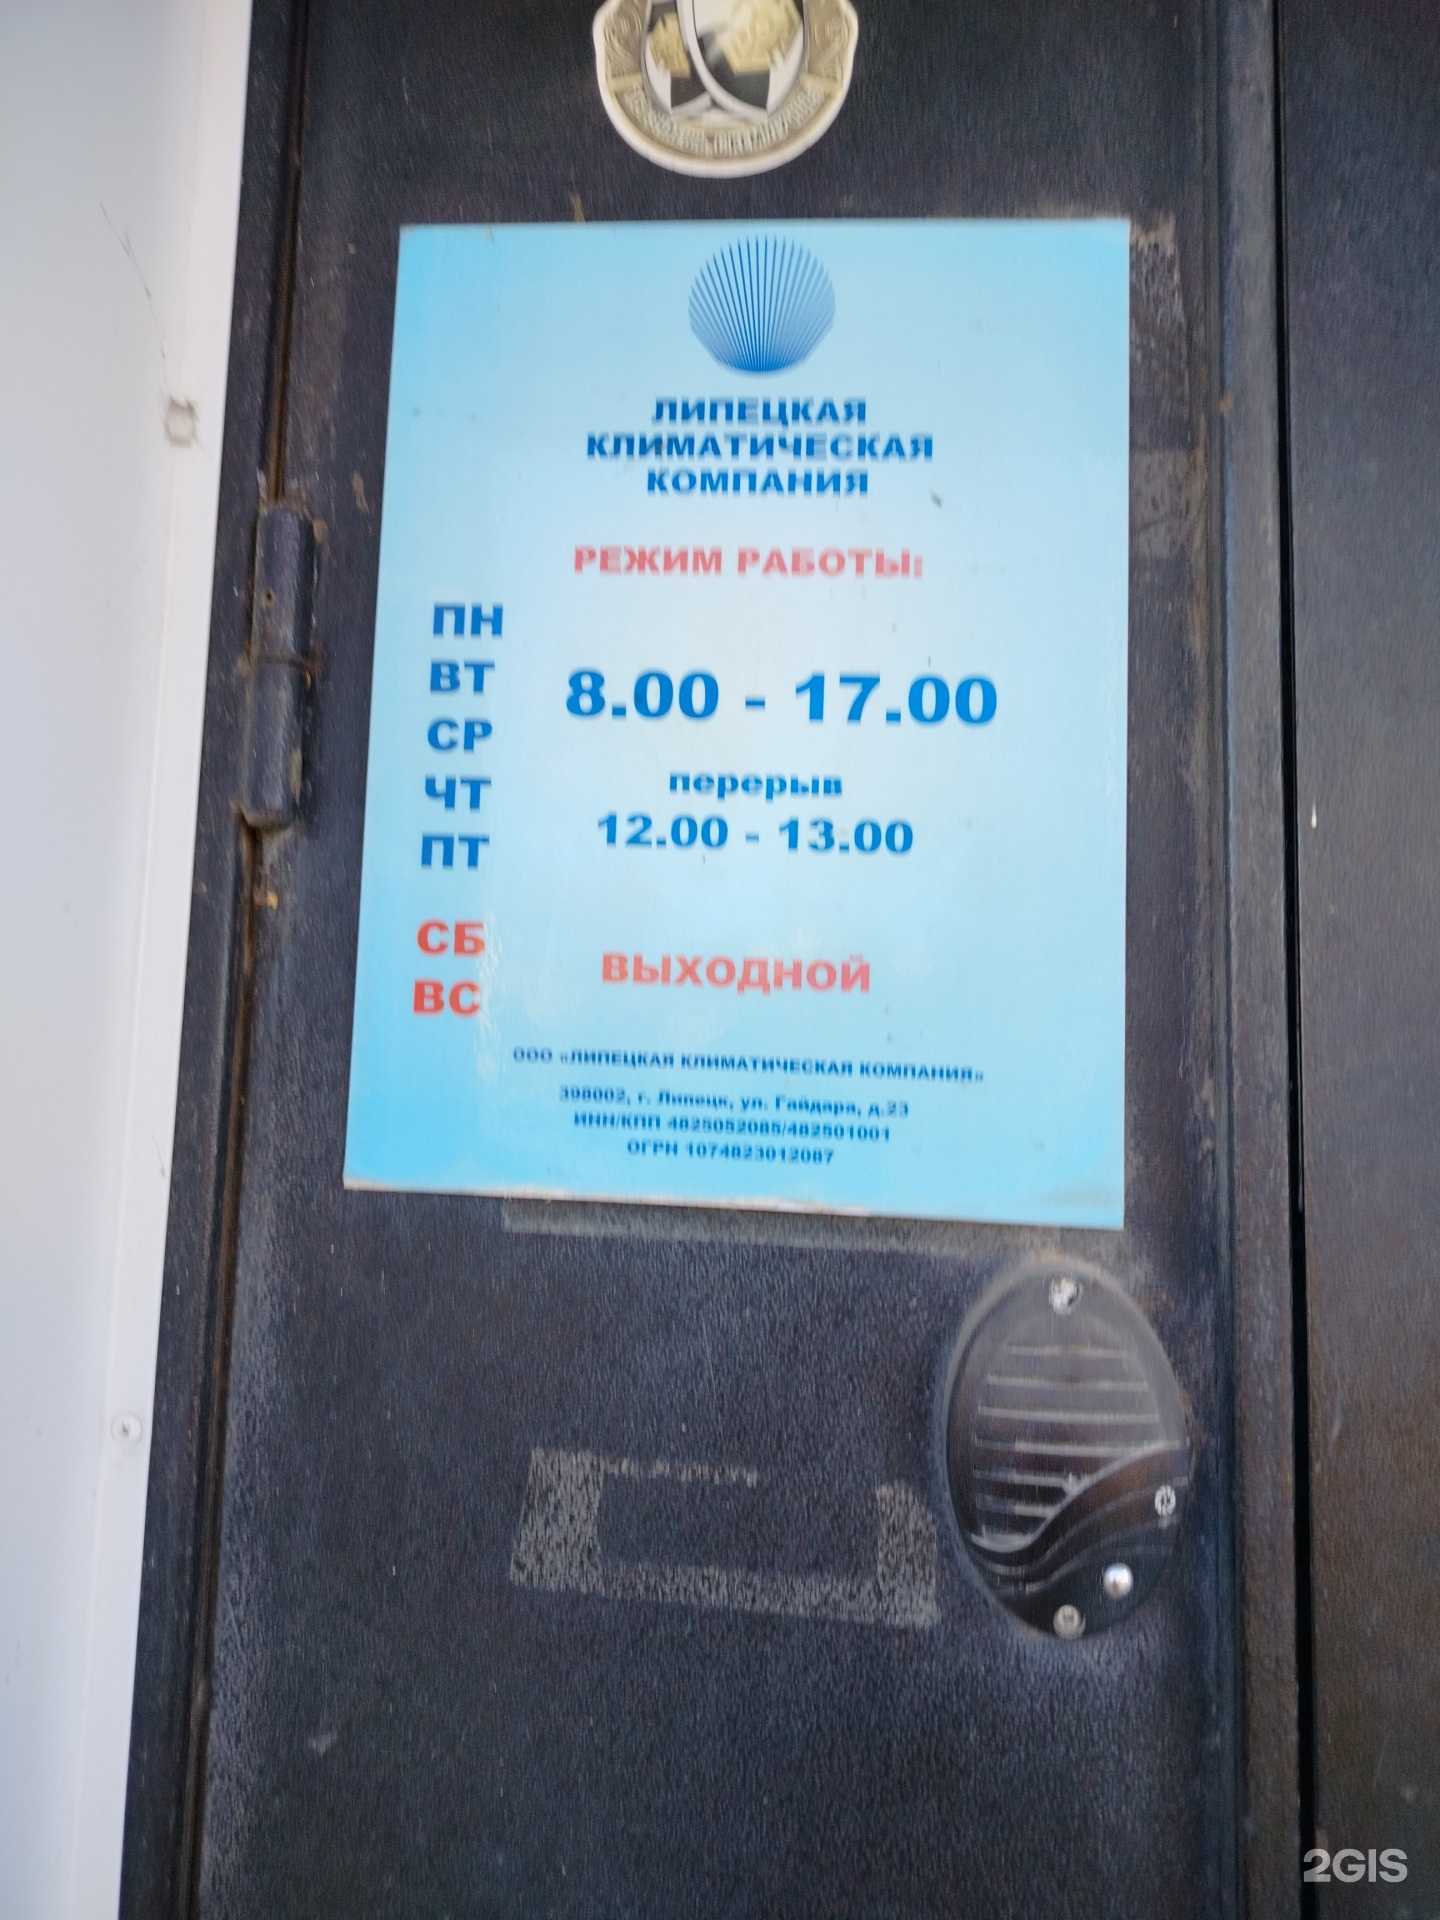 ЛИПЕЦКАЯ
КЛИМАТИЧЕСКАЯ
КОМПАНИЯ
РЕЖИМ РАБОТЫ:
ПН
ВТ
СР
ЧТ
ПТ
8.00 - 17.00
перерыв
12.00 - 13.00
СБ
ВС
ВЫХОДНОЙ
ООО «ЛИПЕЦКАЯ КЛИМАТИЧЕСКАЯ КОМПАНИЯ»
398002, г. Липецк, ул. Гайдара, д.23
ИНН/КПП 4825052085/482501001
ОГРН 1074823012087
2GIS